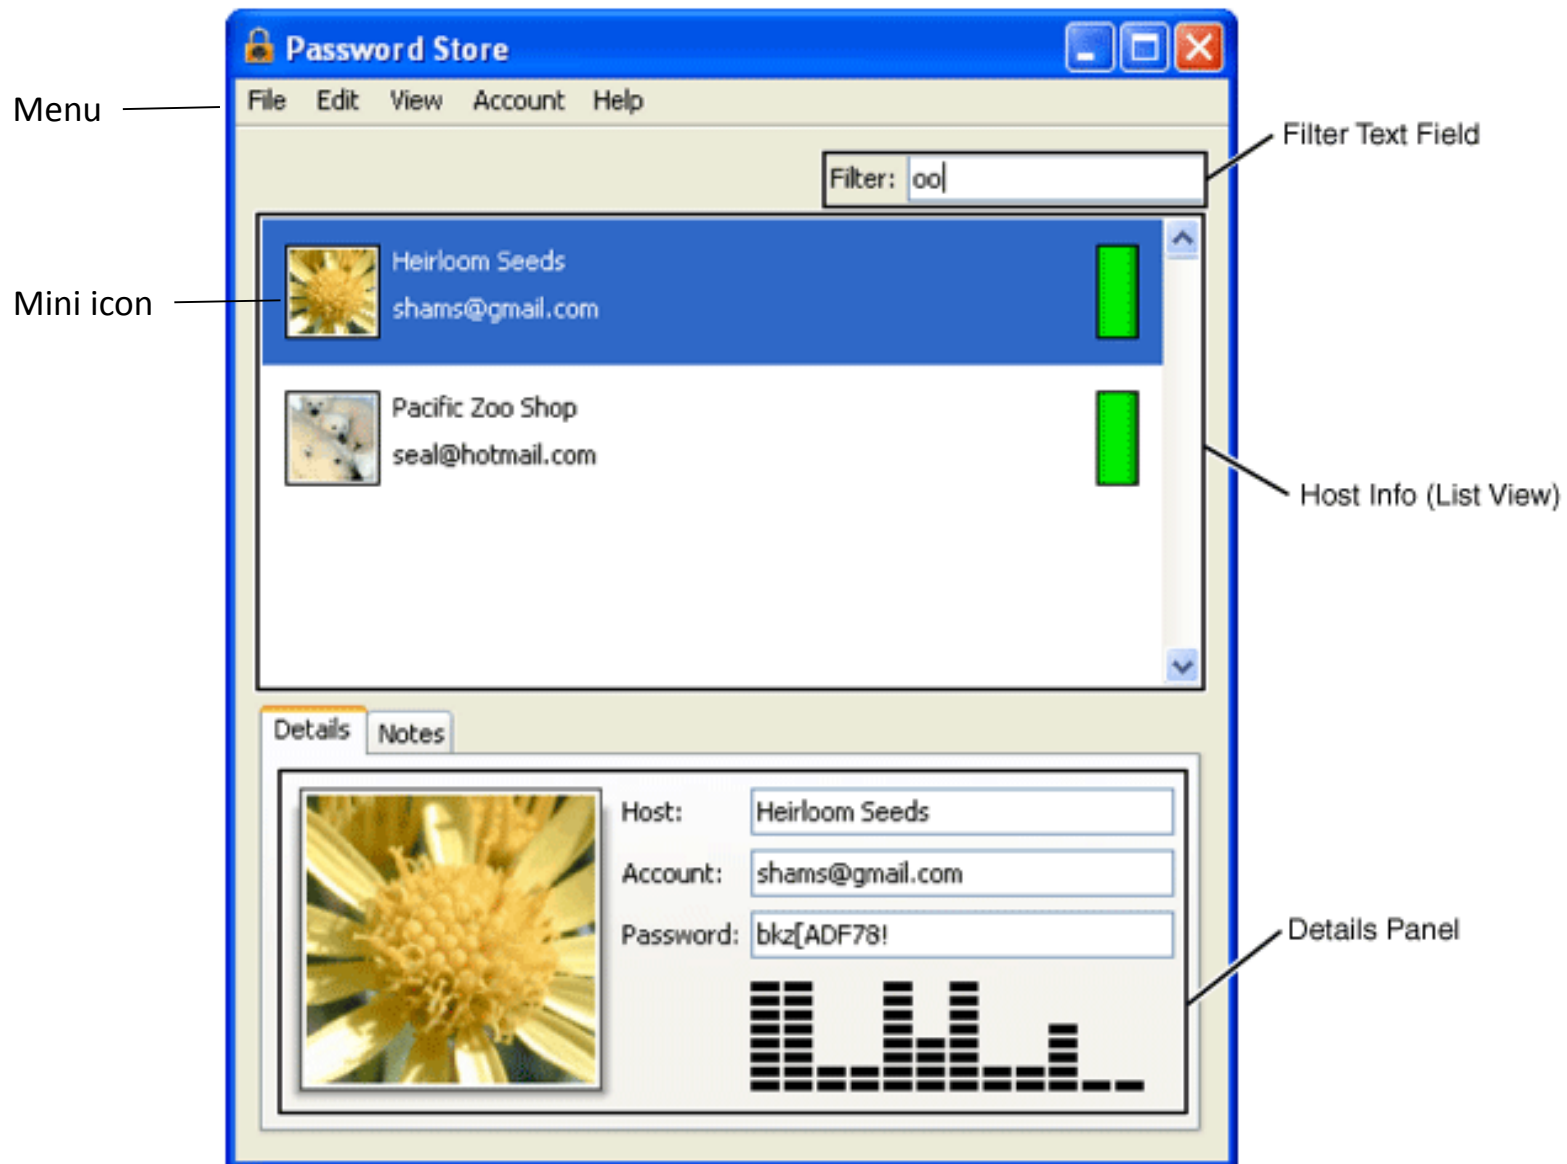 Password Store
Menu
File Edit View Account Help
Filter Text Field
Filter: oo
Heirloom Seeds
Mini icon
shams@gmail.com
Pacific Zoo Shop
seal@hotmail.com
Host Info (List View)
Details Notes
Host: Heirloom Seeds
Account: shams@gmail.com
Password: bkz[ADF78!
Details Panel